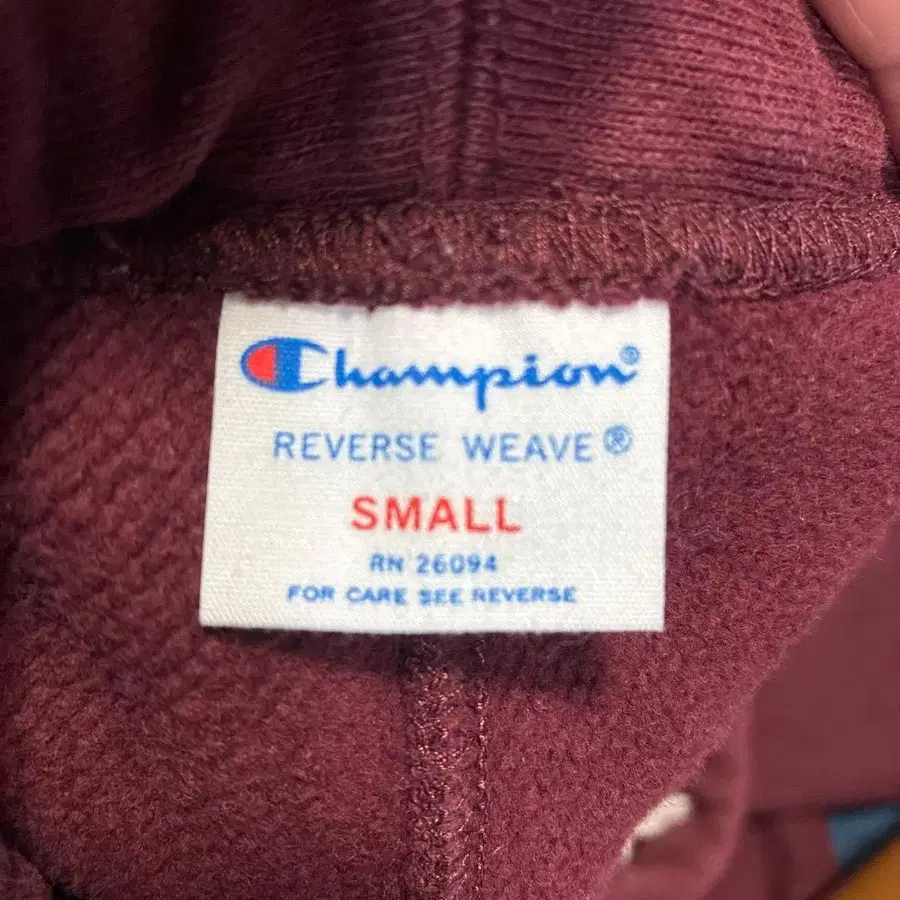 Champion®
REVERSE WEAVE®
SMALL
RN 26094
FOR CARE SEE REVERSE